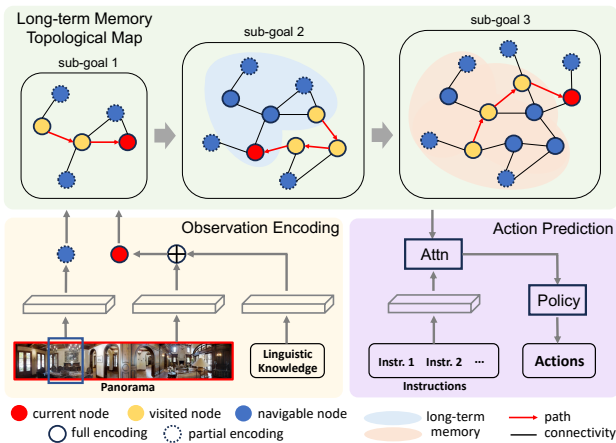 Long-term Memory
Topological Map
sub-goal 1
sub-goal 2
sub-goal 3
Observation Encoding
Action Prediction
Attn
Policy
Linguistic
Knowledge
Instr. 1 Instr. 2 ...
Actions
Panorama
Instructions
current node
visited node
navigable node
long-term
memory
path
full encoding
partial encoding
connectivity